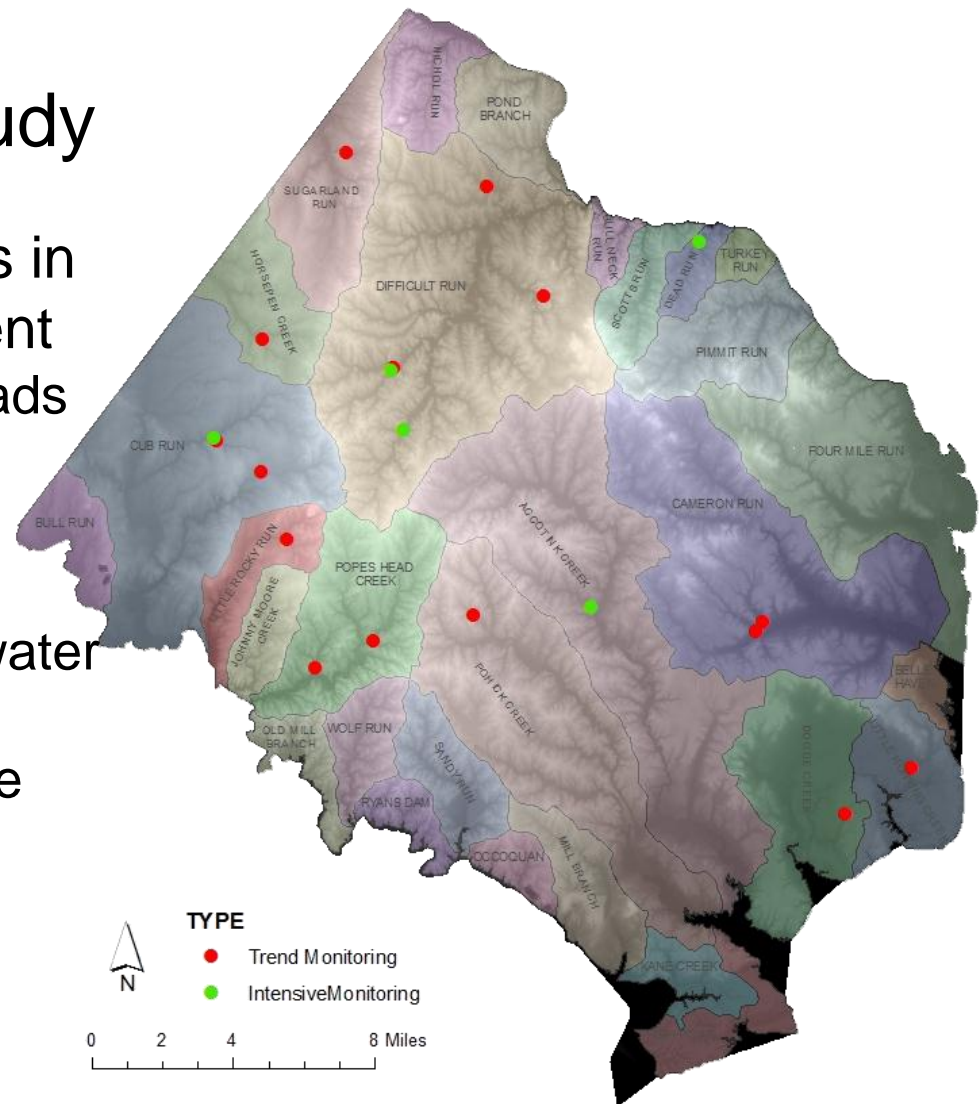 udy
s in
ent
ads
water
e
NICHOL RUN
POND
BRANCH
SUGARLAND
RUN
HORSEPEN CREEK
DIFFICULT RUN
BULL NECK
RUN
SCOTTS RUN
DEAD RUN
TURKEY
RUN
PIMMIT RUN
FOUR MILE RUN
CUB RUN
BULL RUN
CAMERON RUN
ACCOTINK CREEK
LITTLE ROCKY RUN
JOHNNY MOORE
CREEK
POPES HEAD
CREEK
POHICK CREEK
OLD MILL
BRANCH
WOLF RUN
SANDY RUN
RYANS DAM
OCCOQUAN
MILL BRANCH
DOGUE CREEK
BELLE
HAVEN
KANE CREEK
TYPE
Trend Monitoring
IntensiveMonitoring
N
0 2 4 8 Miles